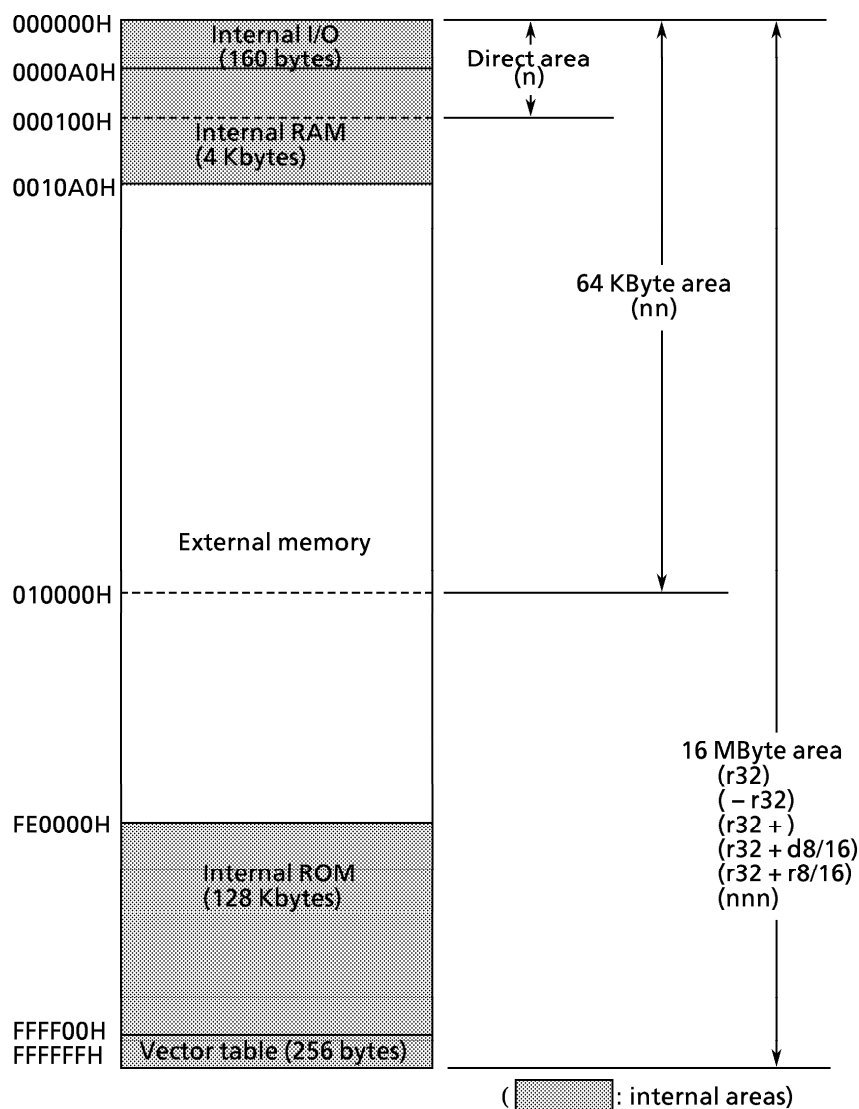 000000H
Internal I/O
(160 bytes)
0000A0H
000100H
Internal RAM
(4 Kbytes)
0010A0H
External memory
010000H
FE0000H
Internal ROM
(128 Kbytes)
FFFF00H
FFFFFFH
Vector table (256 bytes)
Direct area
(n)
64 KByte area
(nn)
16 MByte area
(r32)
( – r32)
(r32 + )
(r32 + d8/16)
(r32 + r8/16)
(nnn)
( : internal areas)